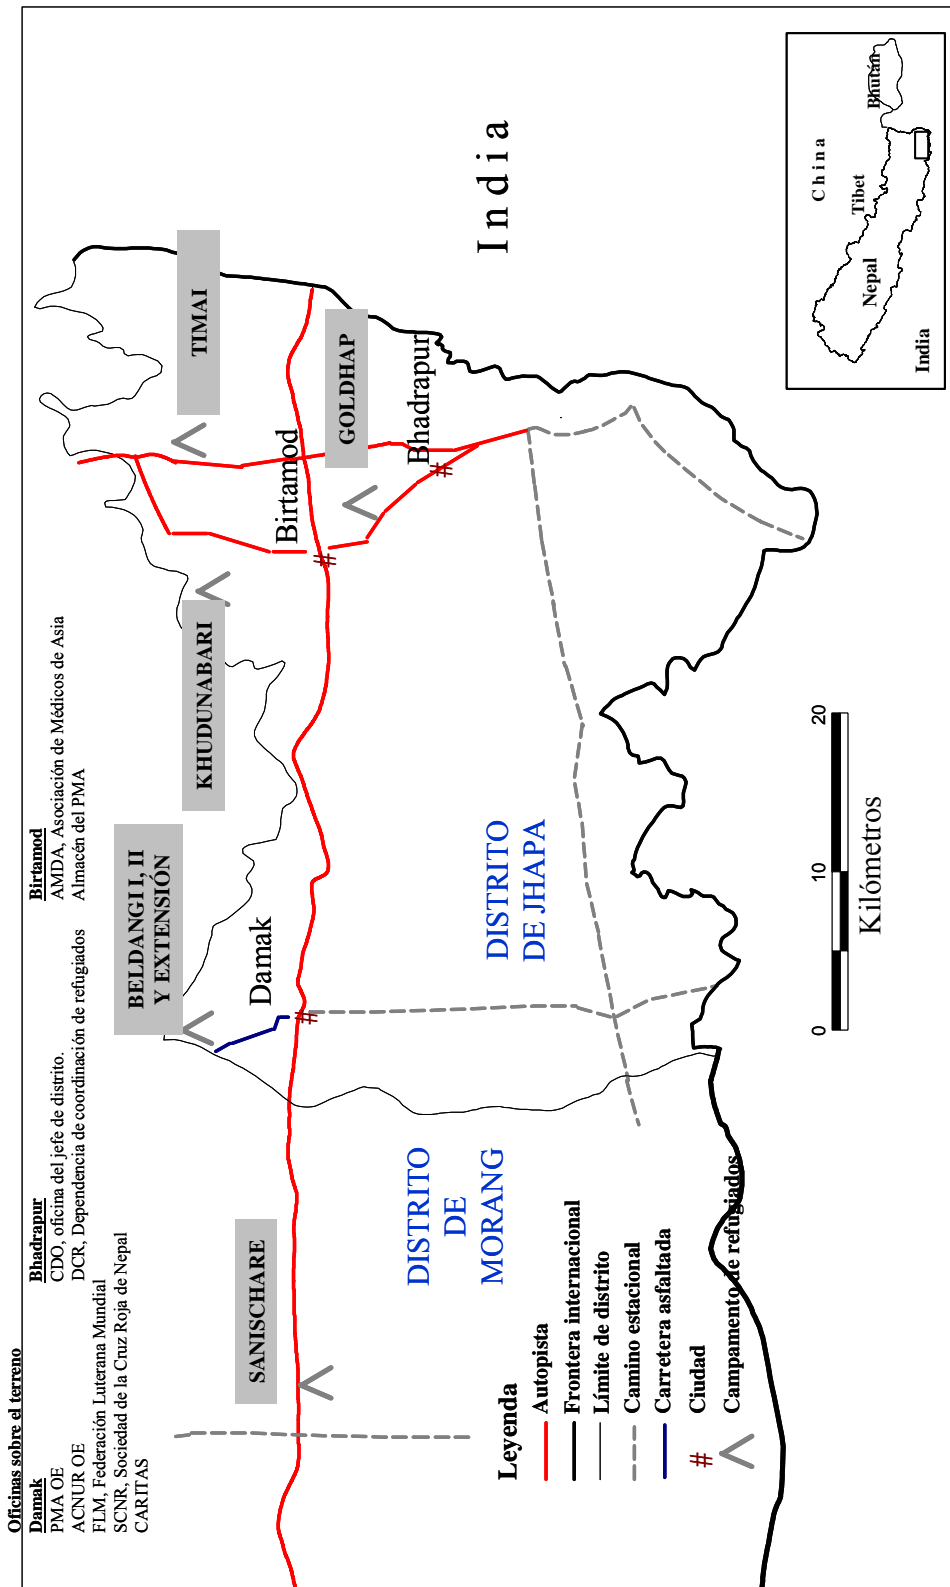 Oficinas sobre el terreno
Damak
PMA OE
ACNUR OE
FLM, Federación Luterana Mundial
SCNR, Sociedad de la Cruz Roja de Nepal
CARITAS
Bhadrapur
CDO, oficina del jefe de distrito.
DCR, Dependencia de coordinación de refugiados
Birtamod
AMDA, Asociación de Médicos de Asia
Almacén del PMA
BELDANGI I, II
Y EXTENSIÓN
KHUDUNABARI
TIMAI
GOLDHAP
SANISCHARE
Damak
#
Birtamod
#
Bhadrapur
#
India
DISTRITO
DE JHAPA
DISTRITO
DE
MORANG
Leyenda
Autopista
Frontera internacional
Límite de distrito
Camino estacional
Carretera asfaltada
# Ciudad
Campamento de refugiados
0 10 20
Kilómetros
China
Tibet
Nepal
Bhután
India